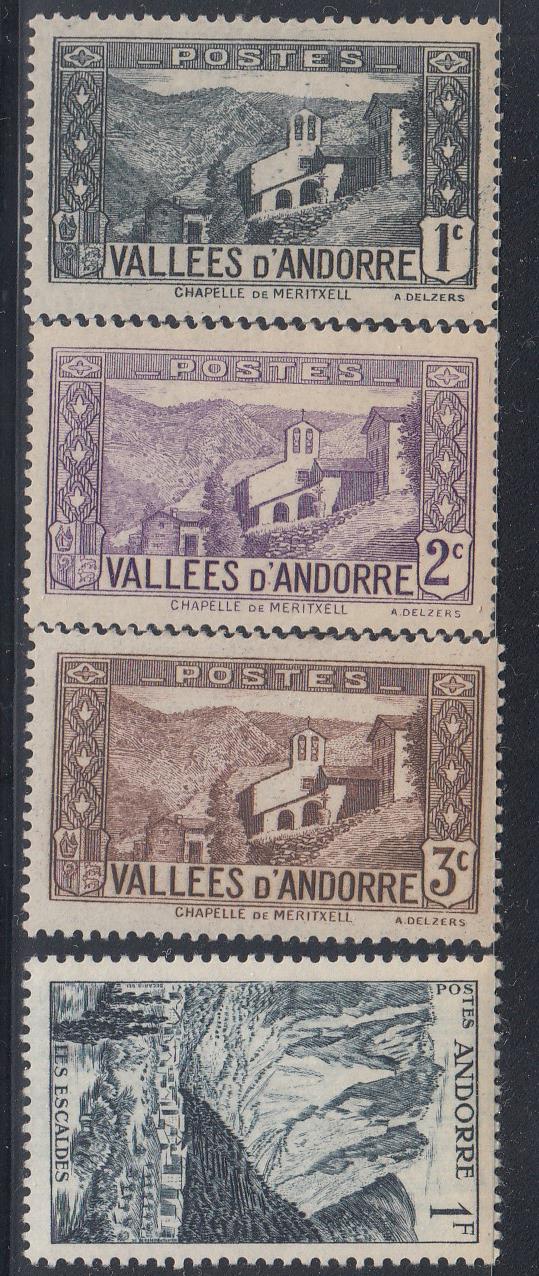 POSTES
VALLEES D'ANDORRE 1c
CHAPELLE DE MERITXELL A.DELZERS
POSTES
VALLEES D'ANDORRE 2c
CHAPELLE DE MERITXELL A.DELZERS
POSTES
VALLEES D'ANDORRE 3c
CHAPELLE DE MERITXELL A.DELZERS
POSTES ANDORRE 1F
LES ESCALDES